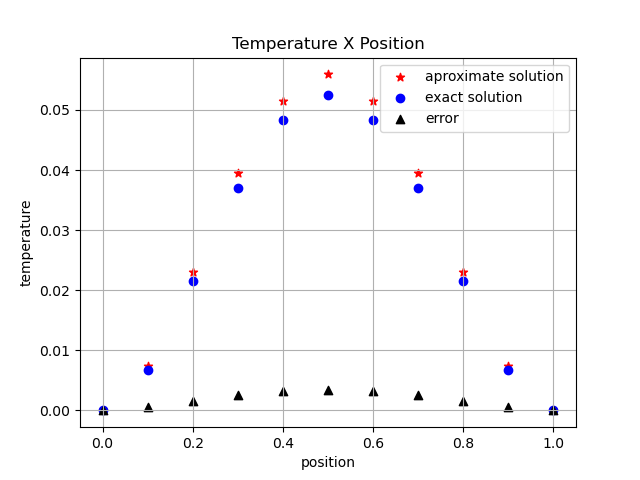 Temperature X Position
aproximate solution
exact solution
error
temperature
0.05
0.04
0.03
0.02
0.01
0.00
0.0 0.2 0.4 0.6 0.8 1.0
position